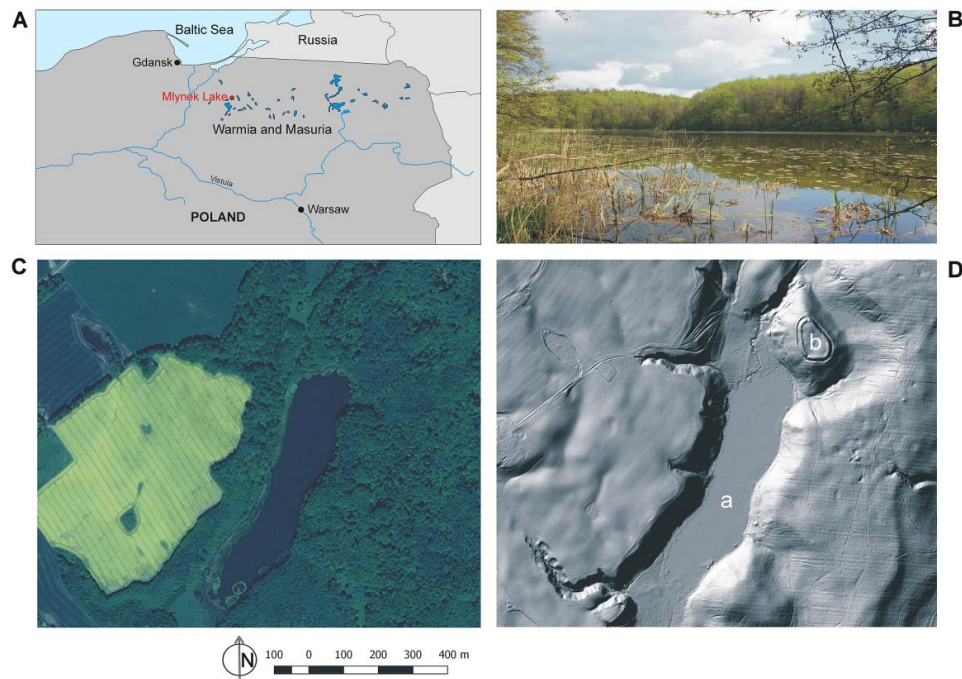 A
Baltic Sea
Russia
Gdansk
Mlynek Lake
Warmia and Masuria
Vistula
POLAND
Warsaw
B
C
D
b
a
N
100 0 100 200 300 400 m